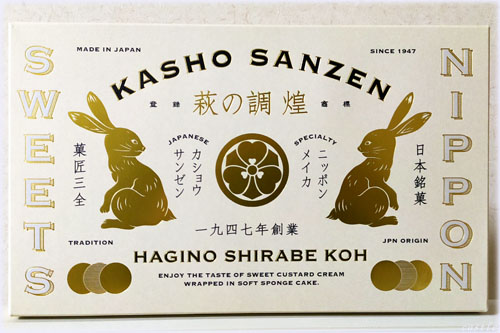 MADE IN JAPAN
SINCE 1947
KASHO SANZEN
SWEETS
NIPPON
登録
萩の調 煌
商標
JAPANESE
SPECIALTY
菓匠三全
カショウ
サンゼン
ニッポン
メイカ
日本銘菓
一九四七年創業
TRADITION
JPN ORIGIN
HAGINO SHIRABE KOH
ENJOY THE TASTE OF SWEET CUSTARD CREAM
WRAPPED IN SOFT SPONGE CAKE.